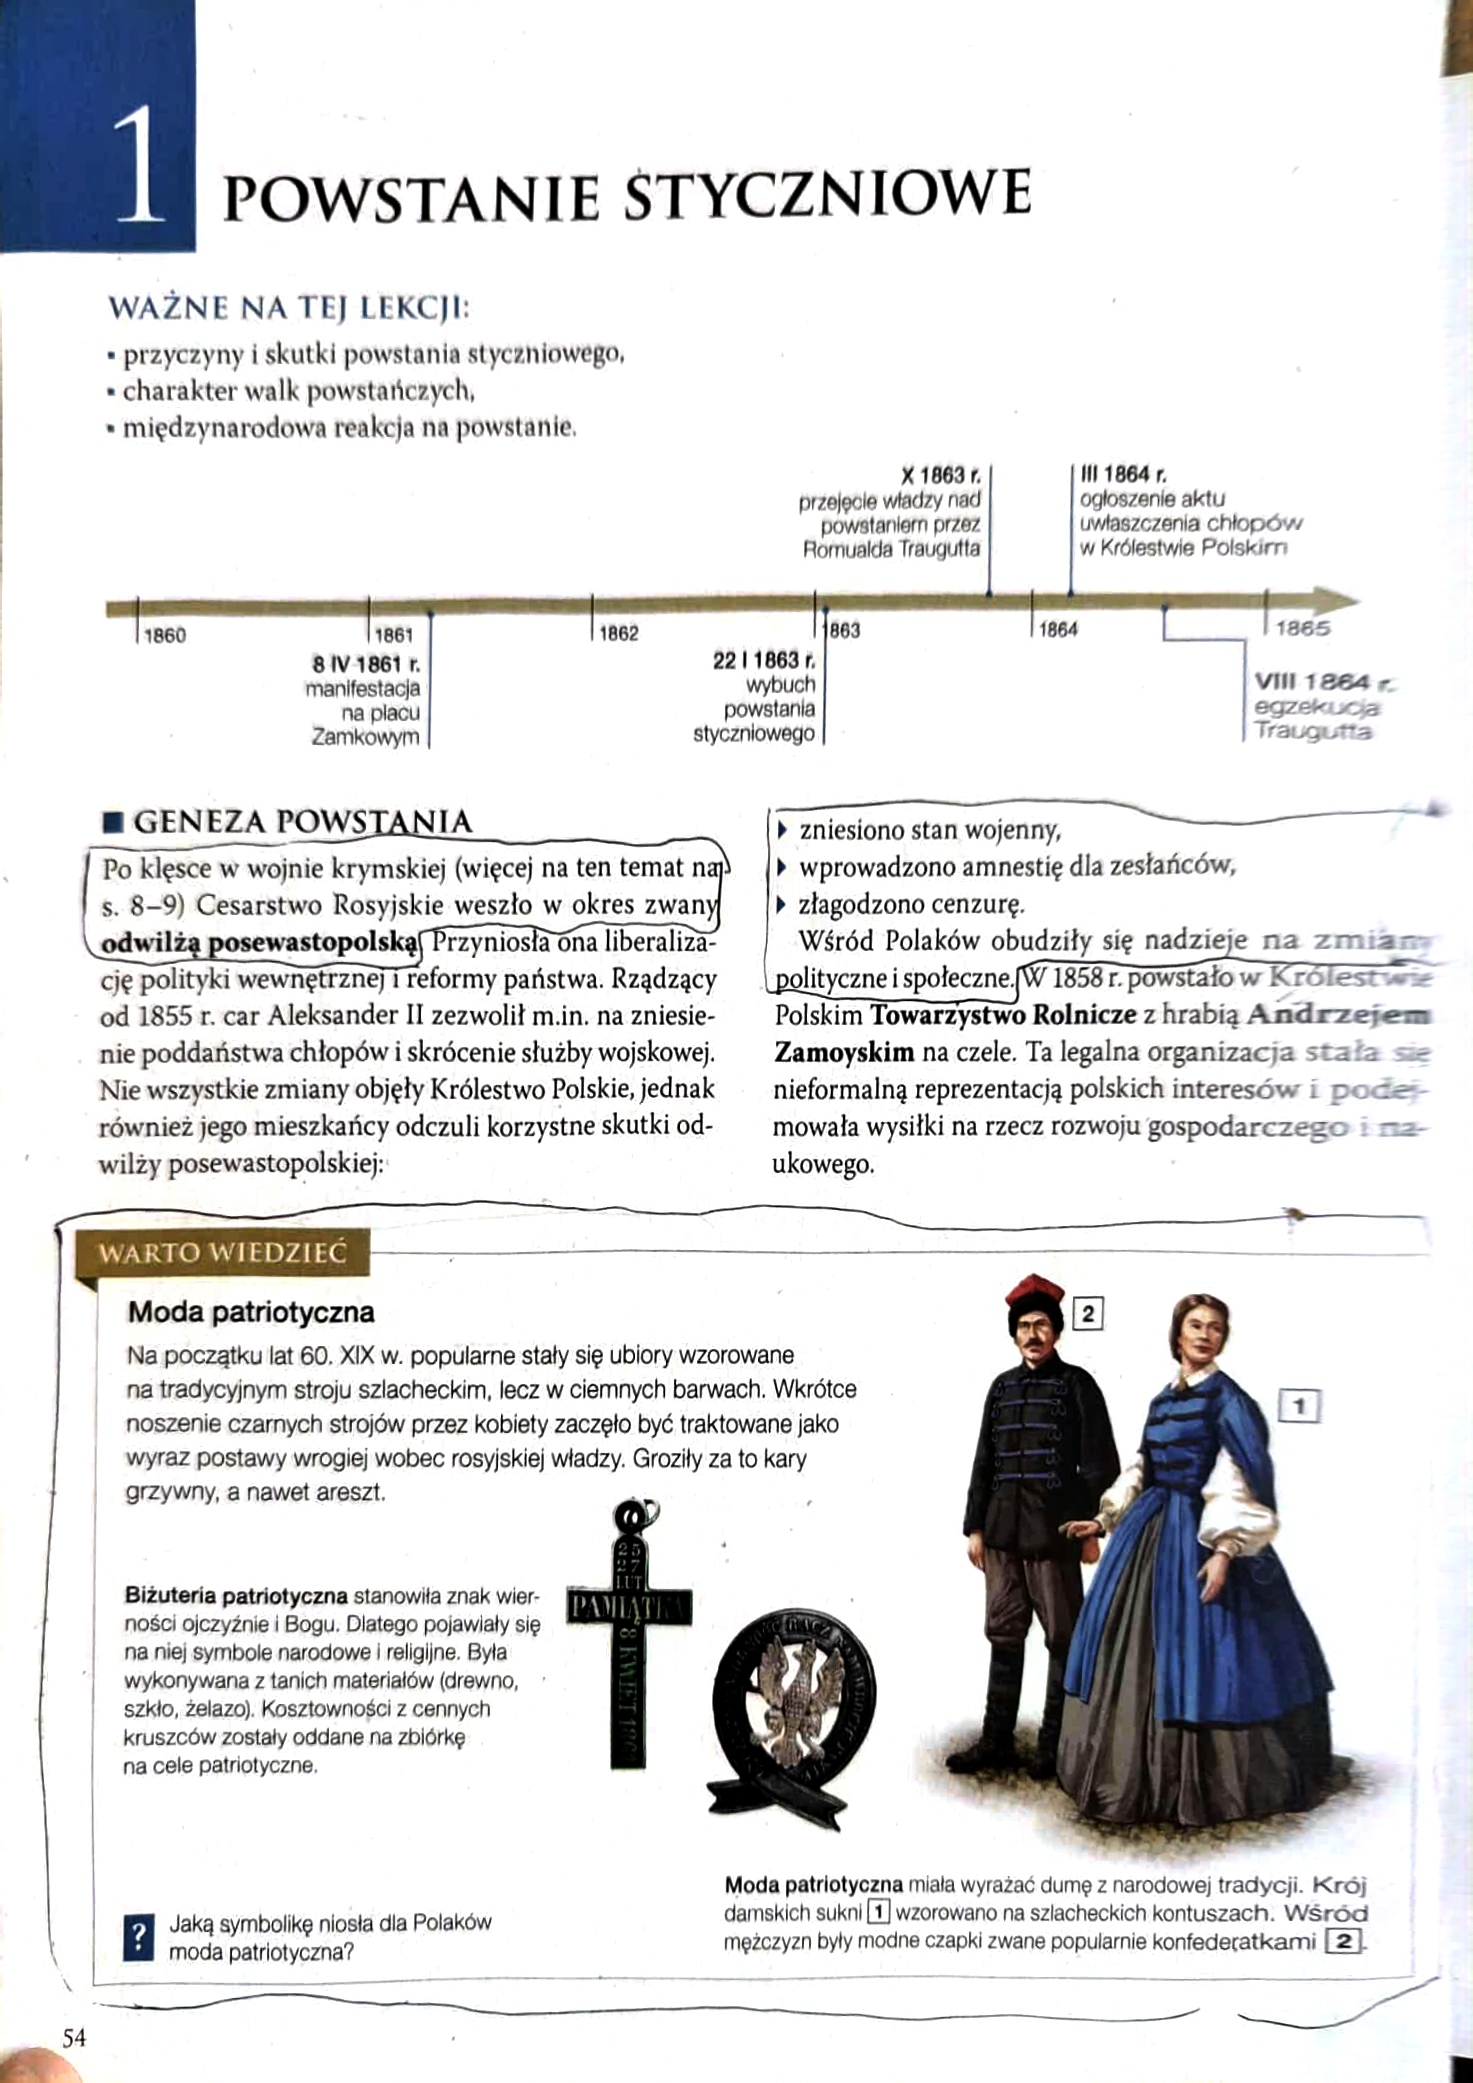 1
POWSTANIE STYCZNIOWE
WAŻNE NA TEJ LEKCJI:
▪ przyczyny i skutki powstania styczniowego,
▪ charakter walk powstańczych,
▪ międzynarodowa reakcja na powstanie.
X 1863 r.
przejęcie władzy nad
powstaniem przez
Romualda Traugutta
III 1864 r.
ogłoszenie aktu
uwłaszczenia chłopów
w Królestwie Polskim
1860
1861
1862
1863
1864
1865
8 IV 1861 r.
manifestacja
na placu
Zamkowym
22 I 1863 r.
wybuch
powstania
styczniowego
VIII 1864 r.
egzekucja
Traugutta
■ GENEZA POWSTANIA
Po klęsce w wojnie krymskiej (więcej na ten temat na
s. 8–9) Cesarstwo Rosyjskie weszło w okres zwany
odwilżą posewastopolską. Przyniosła ona liberaliza-
cję polityki wewnętrznej i reformy państwa. Rządzący
od 1855 r. car Aleksander II zezwolił m.in. na zniesie-
nie poddaństwa chłopów i skrócenie służby wojskowej.
Nie wszystkie zmiany objęły Królestwo Polskie, jednak
również jego mieszkańcy odczuli korzystne skutki od-
wilży posewastopolskiej:
▶ zniesiono stan wojenny,
▶ wprowadzono amnestię dla zesłańców,
▶ złagodzono cenzurę.
Wśród Polaków obudziły się nadzieje na zmiany
polityczne i społeczne. W 1858 r. powstało w Królestwie
Polskim Towarzystwo Rolnicze z hrabią Andrzejem
Zamoyskim na czele. Ta legalna organizacja stała się
nieformalną reprezentacją polskich interesów i podej-
mowała wysiłki na rzecz rozwoju gospodarczego i na-
ukowego.
WARTO WIEDZIEĆ
Moda patriotyczna
Na początku lat 60. XIX w. popularne stały się ubiory wzorowane
na tradycyjnym stroju szlacheckim, lecz w ciemnych barwach. Wkrótce
noszenie czarnych strojów przez kobiety zaczęło być traktowane jako
wyraz postawy wrogiej wobec rosyjskiej władzy. Groziły za to kary
grzywny, a nawet areszt.
2
1
Biżuteria patriotyczna stanowiła znak wier-
ności ojczyźnie i Bogu. Dlatego pojawiały się
na niej symbole narodowe i religijne. Była
wykonywana z tanich materiałów (drewno,
szkło, żelazo). Kosztowności z cennych
kruszców zostały oddane na zbiórkę
na cele patriotyczne.
25
27
LUT
PAMIĄTKA
8 KWIET
RACZ
Moda patriotyczna miała wyrażać dumę z narodowej tradycji. Krój
damskich sukni 1 wzorowano na szlacheckich kontuszach. Wśród
mężczyzn były modne czapki zwane popularnie konfederatkami 2.
? Jaką symbolikę niosła dla Polaków
moda patriotyczna?
54